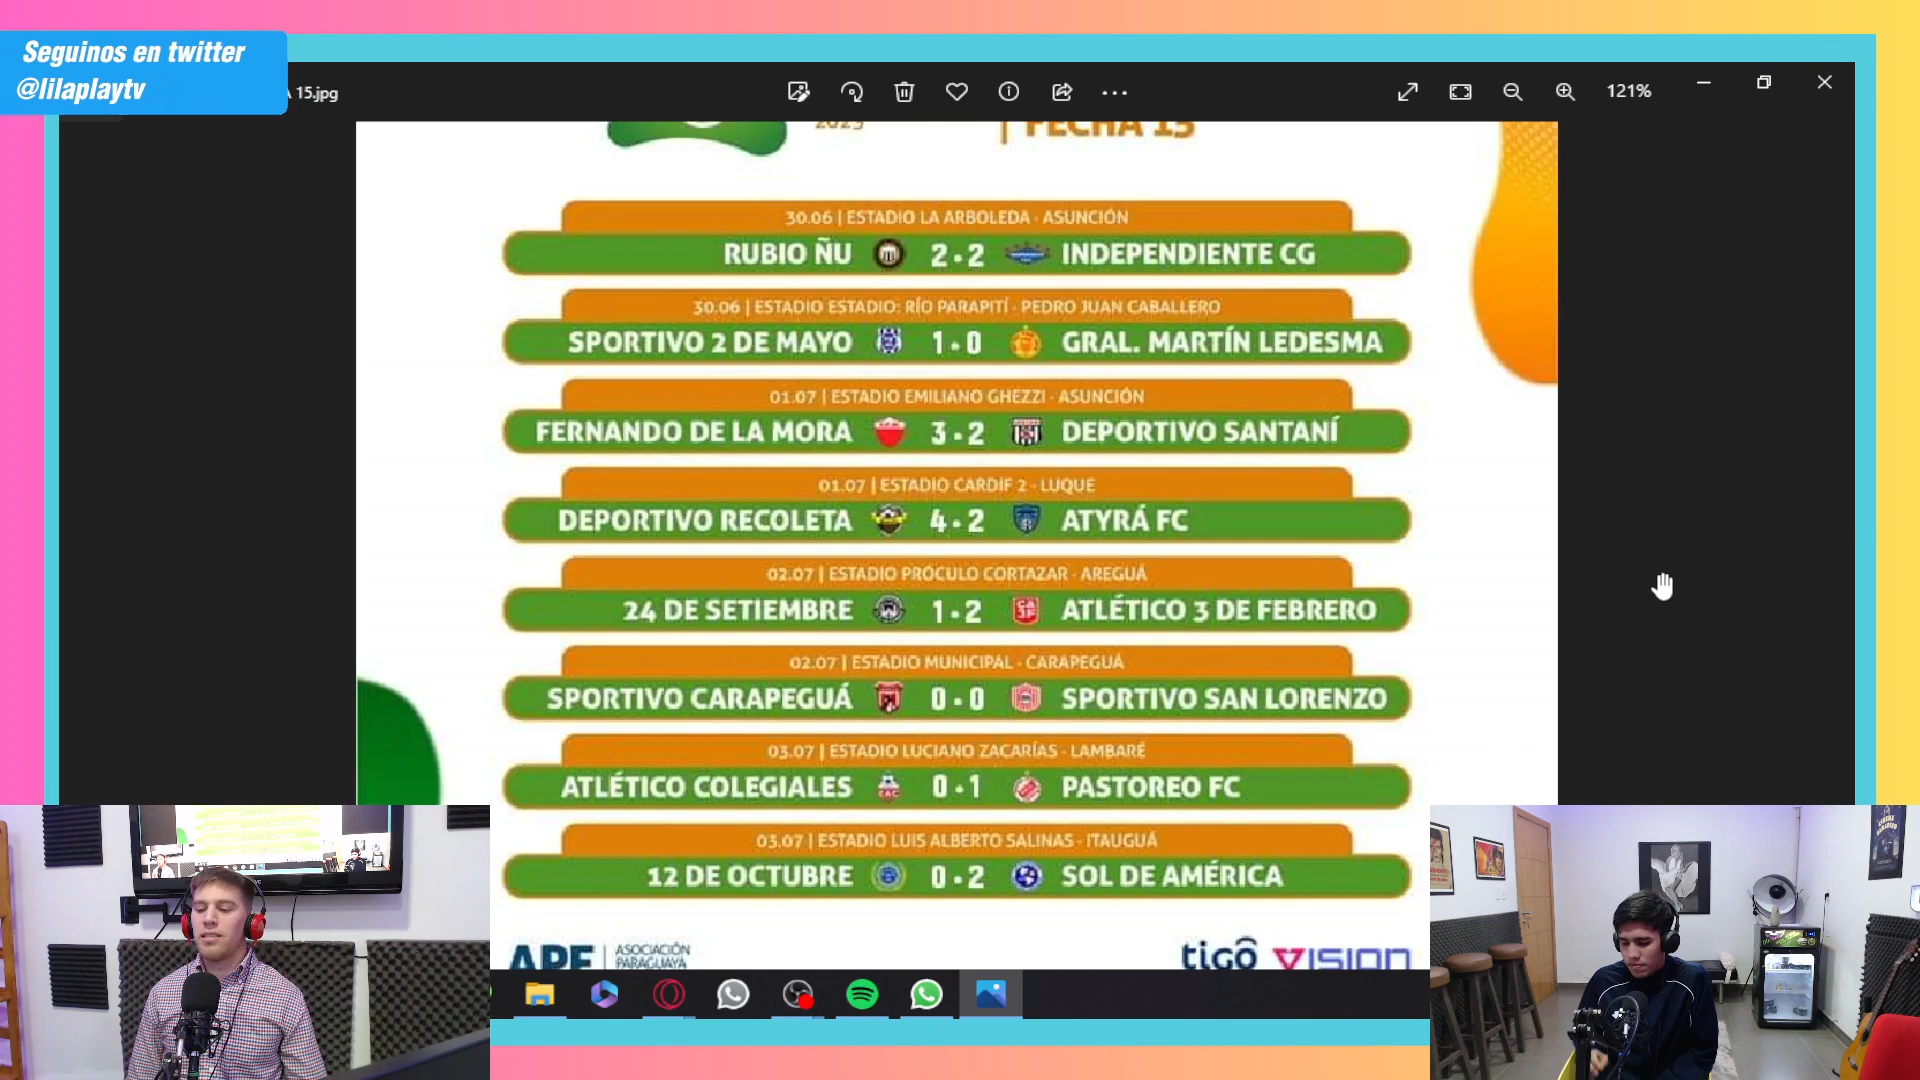 Seguinos en twitter
@lilaplaytv
15.jpg
121%
2023
| FECHA 15
30.06 | ESTADIO LA ARBOLEDA - ASUNCIÓN
RUBIO ÑU 2 - 2 INDEPENDIENTE CG
30.06 | ESTADIO ESTADIO: RÍO PARAPITÍ - PEDRO JUAN CABALLERO
SPORTIVO 2 DE MAYO 1 - 0 GRAL. MARTÍN LEDESMA
01.07 | ESTADIO EMILIANO GHEZZI - ASUNCIÓN
FERNANDO DE LA MORA 3 - 2 DEPORTIVO SANTANÍ
01.07 | ESTADIO CARDIF 2 - LUQUE
DEPORTIVO RECOLETA 4 - 2 ATYRÁ FC
02.07 | ESTADIO PRÓCULO CORTAZAR - AREGUÁ
24 DE SETIEMBRE 1 - 2 ATLÉTICO 3 DE FEBRERO
02.07 | ESTADIO MUNICIPAL - CARAPEGUÁ
SPORTIVO CARAPEGUÁ 0 - 0 SPORTIVO SAN LORENZO
03.07 | ESTADIO LUCIANO ZACARÍAS - LAMBARÉ
ATLÉTICO COLEGIALES 0 - 1 PASTOREO FC
03.07 | ESTADIO LUIS ALBERTO SALINAS - ITAUGUÁ
12 DE OCTUBRE 0 - 2 SOL DE AMÉRICA
APF | ASOCIACIÓN
PARAGUAYA
tigo VISION